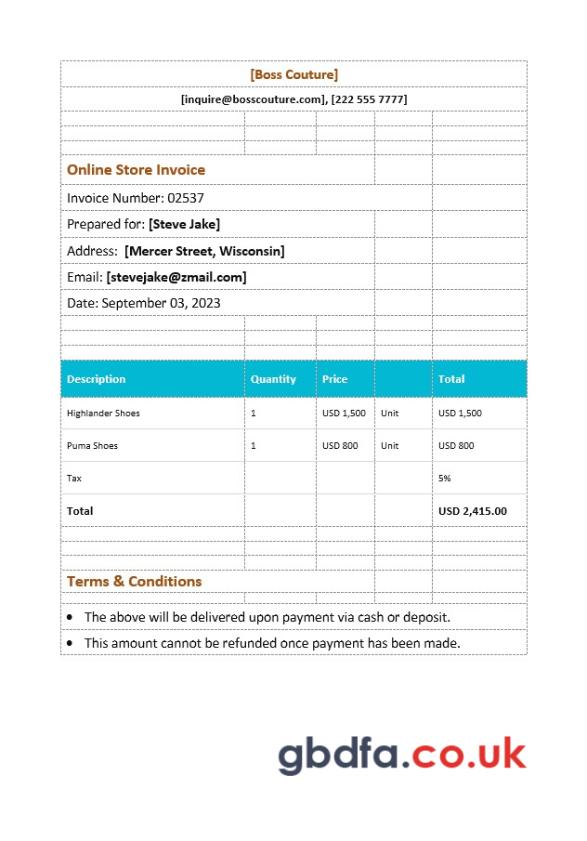 [Boss Couture]
[inquire@bosscouture.com], [222 555 7777]
Online Store Invoice
Invoice Number: 02537
Prepared for: [Steve Jake]
Address:  [Mercer Street, Wisconsin]
Email: [stevejake@zmail.com]
Date: September 03, 2023
Description Quantity Price Total
Highlander Shoes 1 USD 1,500 Unit USD 1,500
Puma Shoes 1 USD 800 Unit USD 800
Tax 5%
Total USD 2,415.00
Terms & Conditions
• The above will be delivered upon payment via cash or deposit.
• This amount cannot be refunded once payment has been made.
gbdfa.co.uk